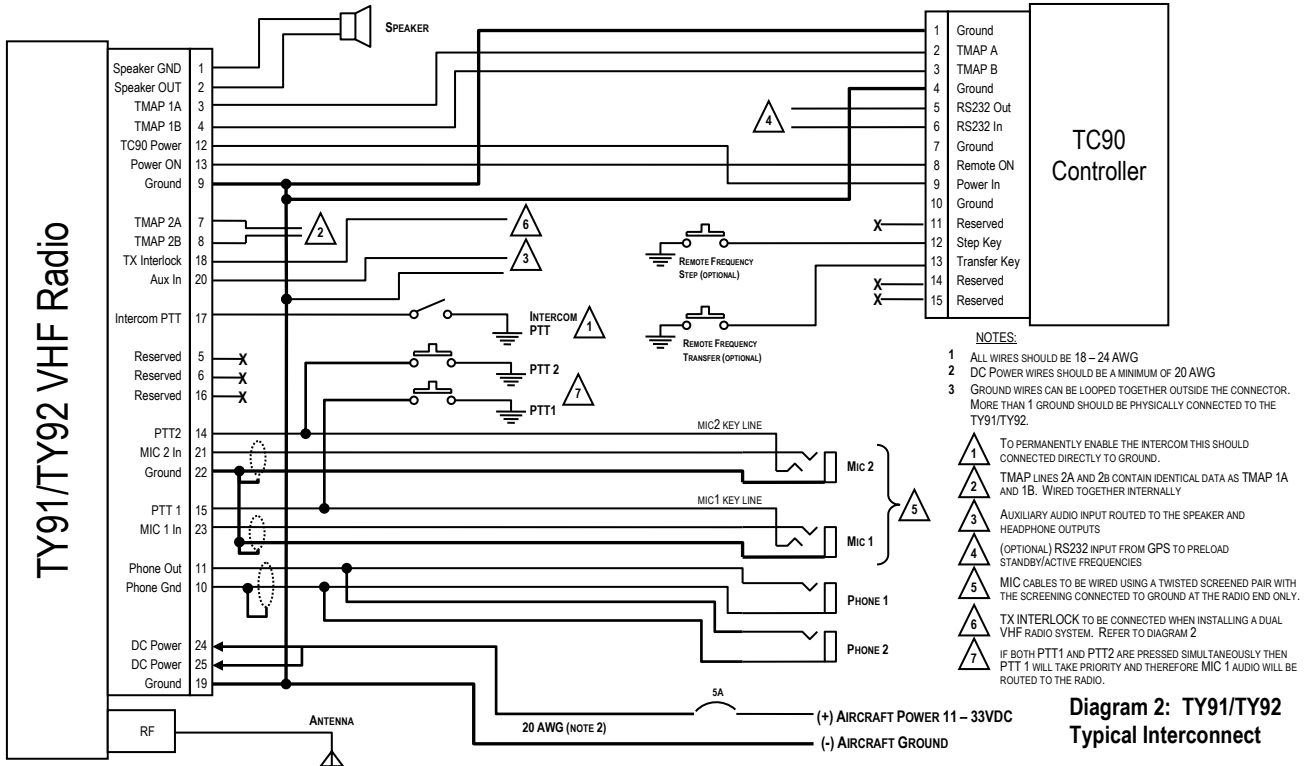 TY91/TY92 VHF Radio
Speaker GND 1
Speaker OUT 2
TMAP 1A 3
TMAP 1B 4
TC90 Power 12
Power ON 13
Ground 9
TMAP 2A 7
TMAP 2B 8
TX Interlock 18
Aux In 20
Intercom PTT 17
Reserved 5 X
Reserved 6 X
Reserved 16 X
PTT2 14
MIC 2 In 21
Ground 22
PTT 1 15
MIC 1 In 23
Phone Out 11
Phone Gnd 10
DC Power 24
DC Power 25
Ground 19
RF
ANTENNA
SPEAKER
2
6
3
INTERCOM
PTT
1
PTT 2
7
PTT1
4
REMOTE FREQUENCY
STEP (OPTIONAL)
REMOTE FREQUENCY
TRANSFER (OPTIONAL)
MIC2 KEY LINE
MIC 2
MIC1 KEY LINE
MIC 1
5
PHONE 1
PHONE 2
5A
20 AWG (NOTE 2)
(+) AIRCRAFT POWER 11 – 33VDC
(-) AIRCRAFT GROUND
1 Ground
2 TMAP A
3 TMAP B
4 Ground
5 RS232 Out
6 RS232 In
7 Ground
8 Remote ON
9 Power In
10 Ground
X 11 Reserved
12 Step Key
13 Transfer Key
X 14 Reserved
X 15 Reserved
TC90
Controller
NOTES:
1 ALL WIRES SHOULD BE 18 – 24 AWG
2 DC POWER WIRES SHOULD BE A MINIMUM OF 20 AWG
3 GROUND WIRES CAN BE LOOPED TOGETHER OUTSIDE THE CONNECTOR.
MORE THAN 1 GROUND SHOULD BE PHYSICALLY CONNECTED TO THE
TY91/TY92.
1 TO PERMANENTLY ENABLE THE INTERCOM THIS SHOULD
CONNECTED DIRECTLY TO GROUND.
2 TMAP LINES 2A AND 2B CONTAIN IDENTICAL DATA AS TMAP 1A
AND 1B. WIRED TOGETHER INTERNALLY
3 AUXILIARY AUDIO INPUT ROUTED TO THE SPEAKER AND
HEADPHONE OUTPUTS
4 (OPTIONAL) RS232 INPUT FROM GPS TO PRELOAD
STANDBY/ACTIVE FREQUENCIES
5 MIC CABLES TO BE WIRED USING A TWISTED SCREENED PAIR WITH
THE SCREENING CONNECTED TO GROUND AT THE RADIO END ONLY.
6 TX INTERLOCK TO BE CONNECTED WHEN INSTALLING A DUAL
VHF RADIO SYSTEM. REFER TO DIAGRAM 2
7 IF BOTH PTT1 AND PTT2 ARE PRESSED SIMULTANEOUSLY THEN
PTT 1 WILL TAKE PRIORITY AND THEREFORE MIC 1 AUDIO WILL BE
ROUTED TO THE RADIO.
Diagram 2: TY91/TY92
Typical Interconnect